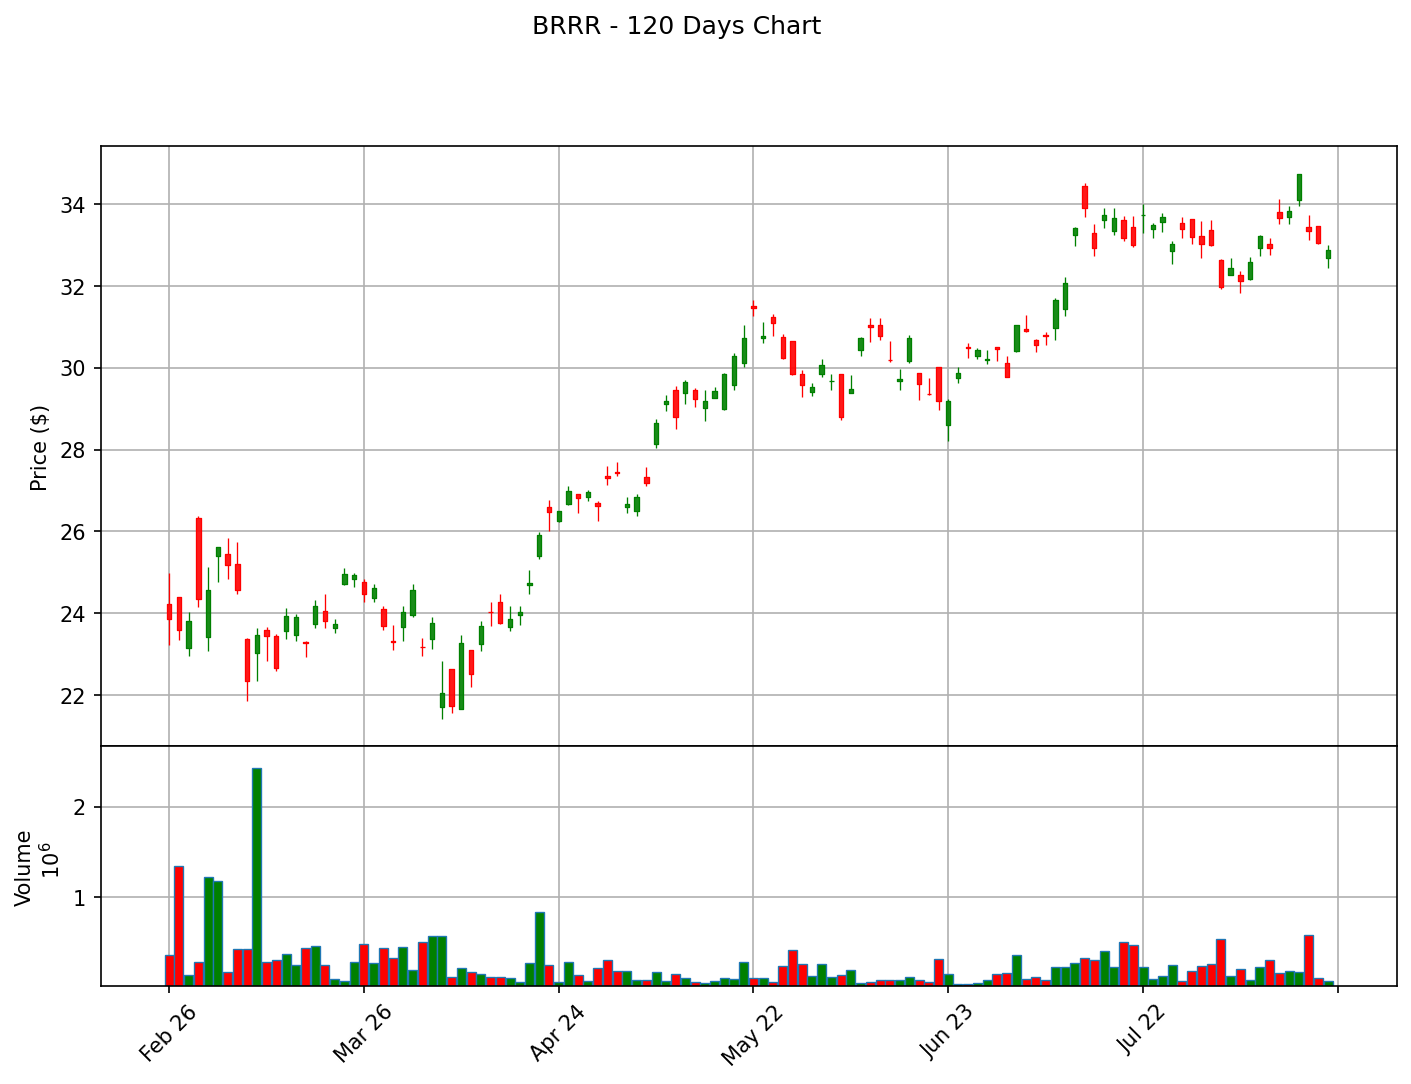 BRRR - 120 Days Chart
Price ($)
34
32
30
28
26
24
22
Volume
10⁶
2
1
Feb 26
Mar 26
Apr 24
May 22
Jun 23
Jul 22